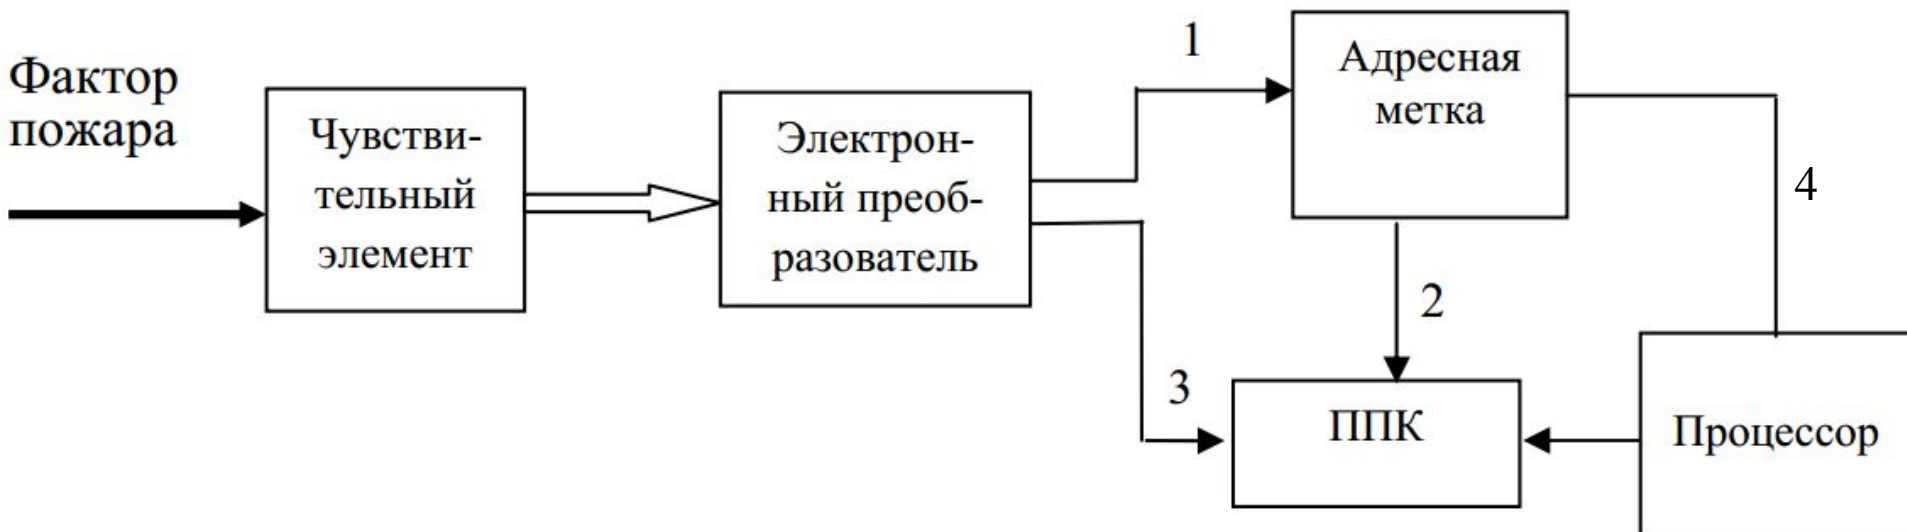 Фактор
пожара
Чувстви-
тельный
элемент
Электрон-
ный преоб-
разователь
1
Адресная
метка
4
2
3
ППК
Процессор